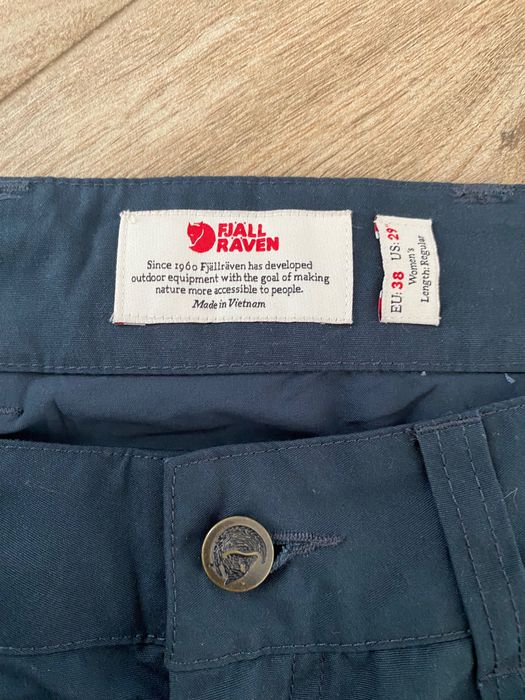 FJÄLL
RÄVEN
Since 1960 Fjällräven has developed
outdoor equipment with the goal of making
nature more accessible to people.
Made in Vietnam
EU: 38 US: 29"
Women's
Length: Regular